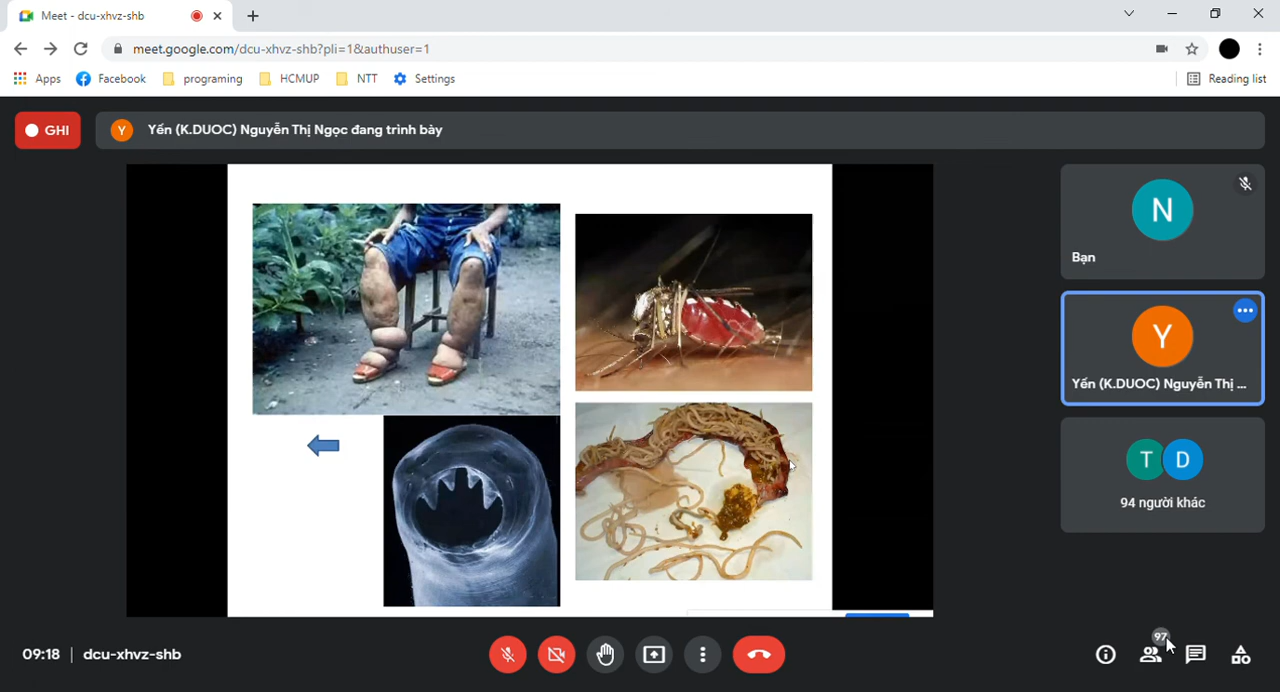 Meet - dcu-xhvz-shb
meet.google.com/dcu-xhvz-shb?pli=1&authuser=1
Apps Facebook programing HCMUP NTT Settings Reading list
GHI
Y Yến (K.DUOC) Nguyễn Thị Ngọc đang trình bày
N
Bạn
Y
Yến (K.DUOC) Nguyễn Thị ...
T D
94 người khác
09:18 | dcu-xhvz-shb
97